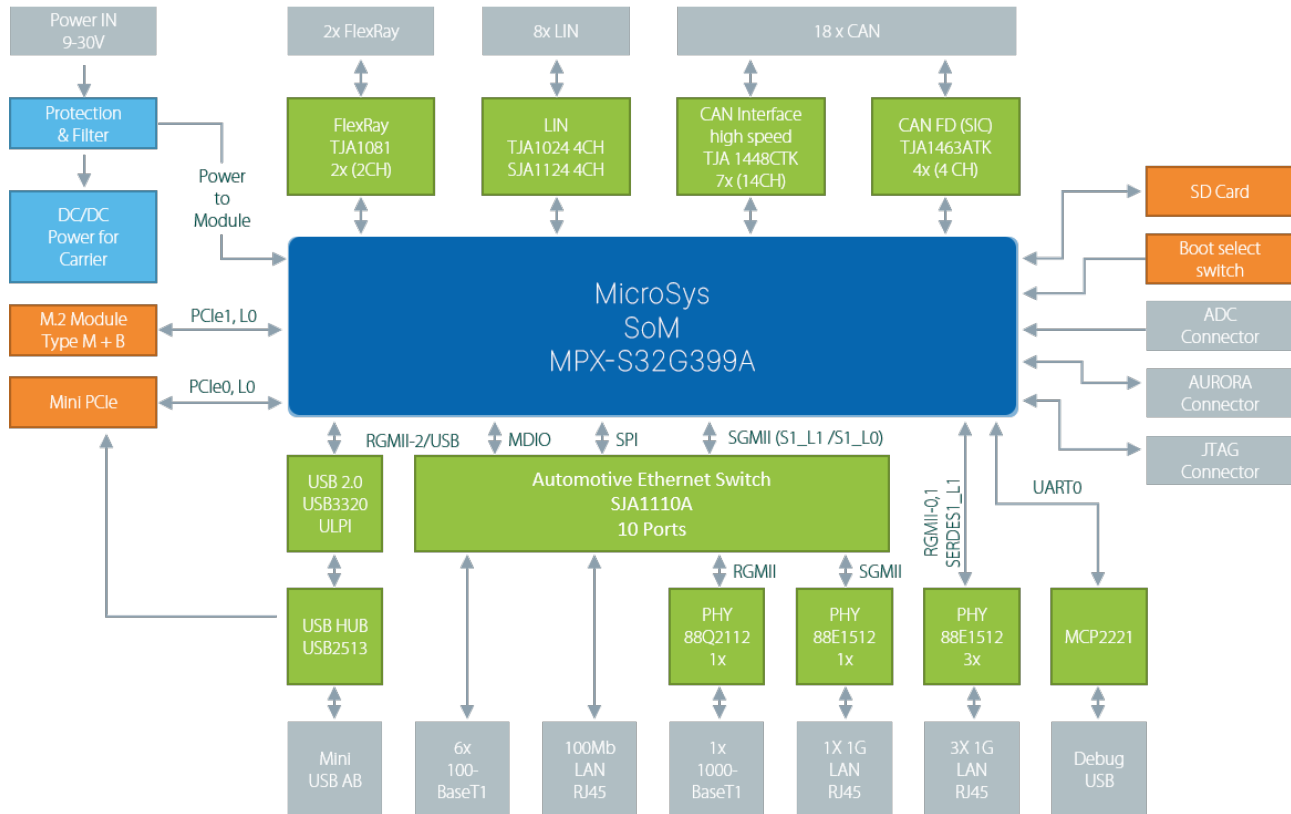 Power IN
9-30V
2x FlexRay
8x LIN
18 x CAN
Protection
& Filter
FlexRay
TJA1081
2x (2CH)
LIN
TJA1024 4CH
SJA1124 4CH
CAN Interface
high speed
TJA 1448CTK
7x (14CH)
CAN FD (SIC)
TJA1463ATK
4x (4 CH)
Power
to
Module
SD Card
DC/DC
Power for
Carrier
Boot select
switch
MicroSys
SoM
MPX-S32G399A
M.2 Module
Type M + B
PCIe1, L0
ADC
Connector
Mini PCIe
PCIe0, L0
AURORA
Connector
JTAG
Connector
RGMII-2/USB
MDIO
SPI
SGMII (S1_L1 /S1_L0)
USB 2.0
USB3320
ULPI
Automotive Ethernet Switch
SJA1110A
10 Ports
RGMII-0,1
SERDES1_L1
UART0
RGMII
SGMII
USB HUB
USB2513
PHY
88Q2112
1x
PHY
88E1512
1x
PHY
88E1512
3x
MCP2221
Mini
USB AB
6x
100-
BaseT1
100Mb
LAN
RJ45
1x
1000-
BaseT1
1X 1G
LAN
RJ45
3X 1G
LAN
RJ45
Debug
USB